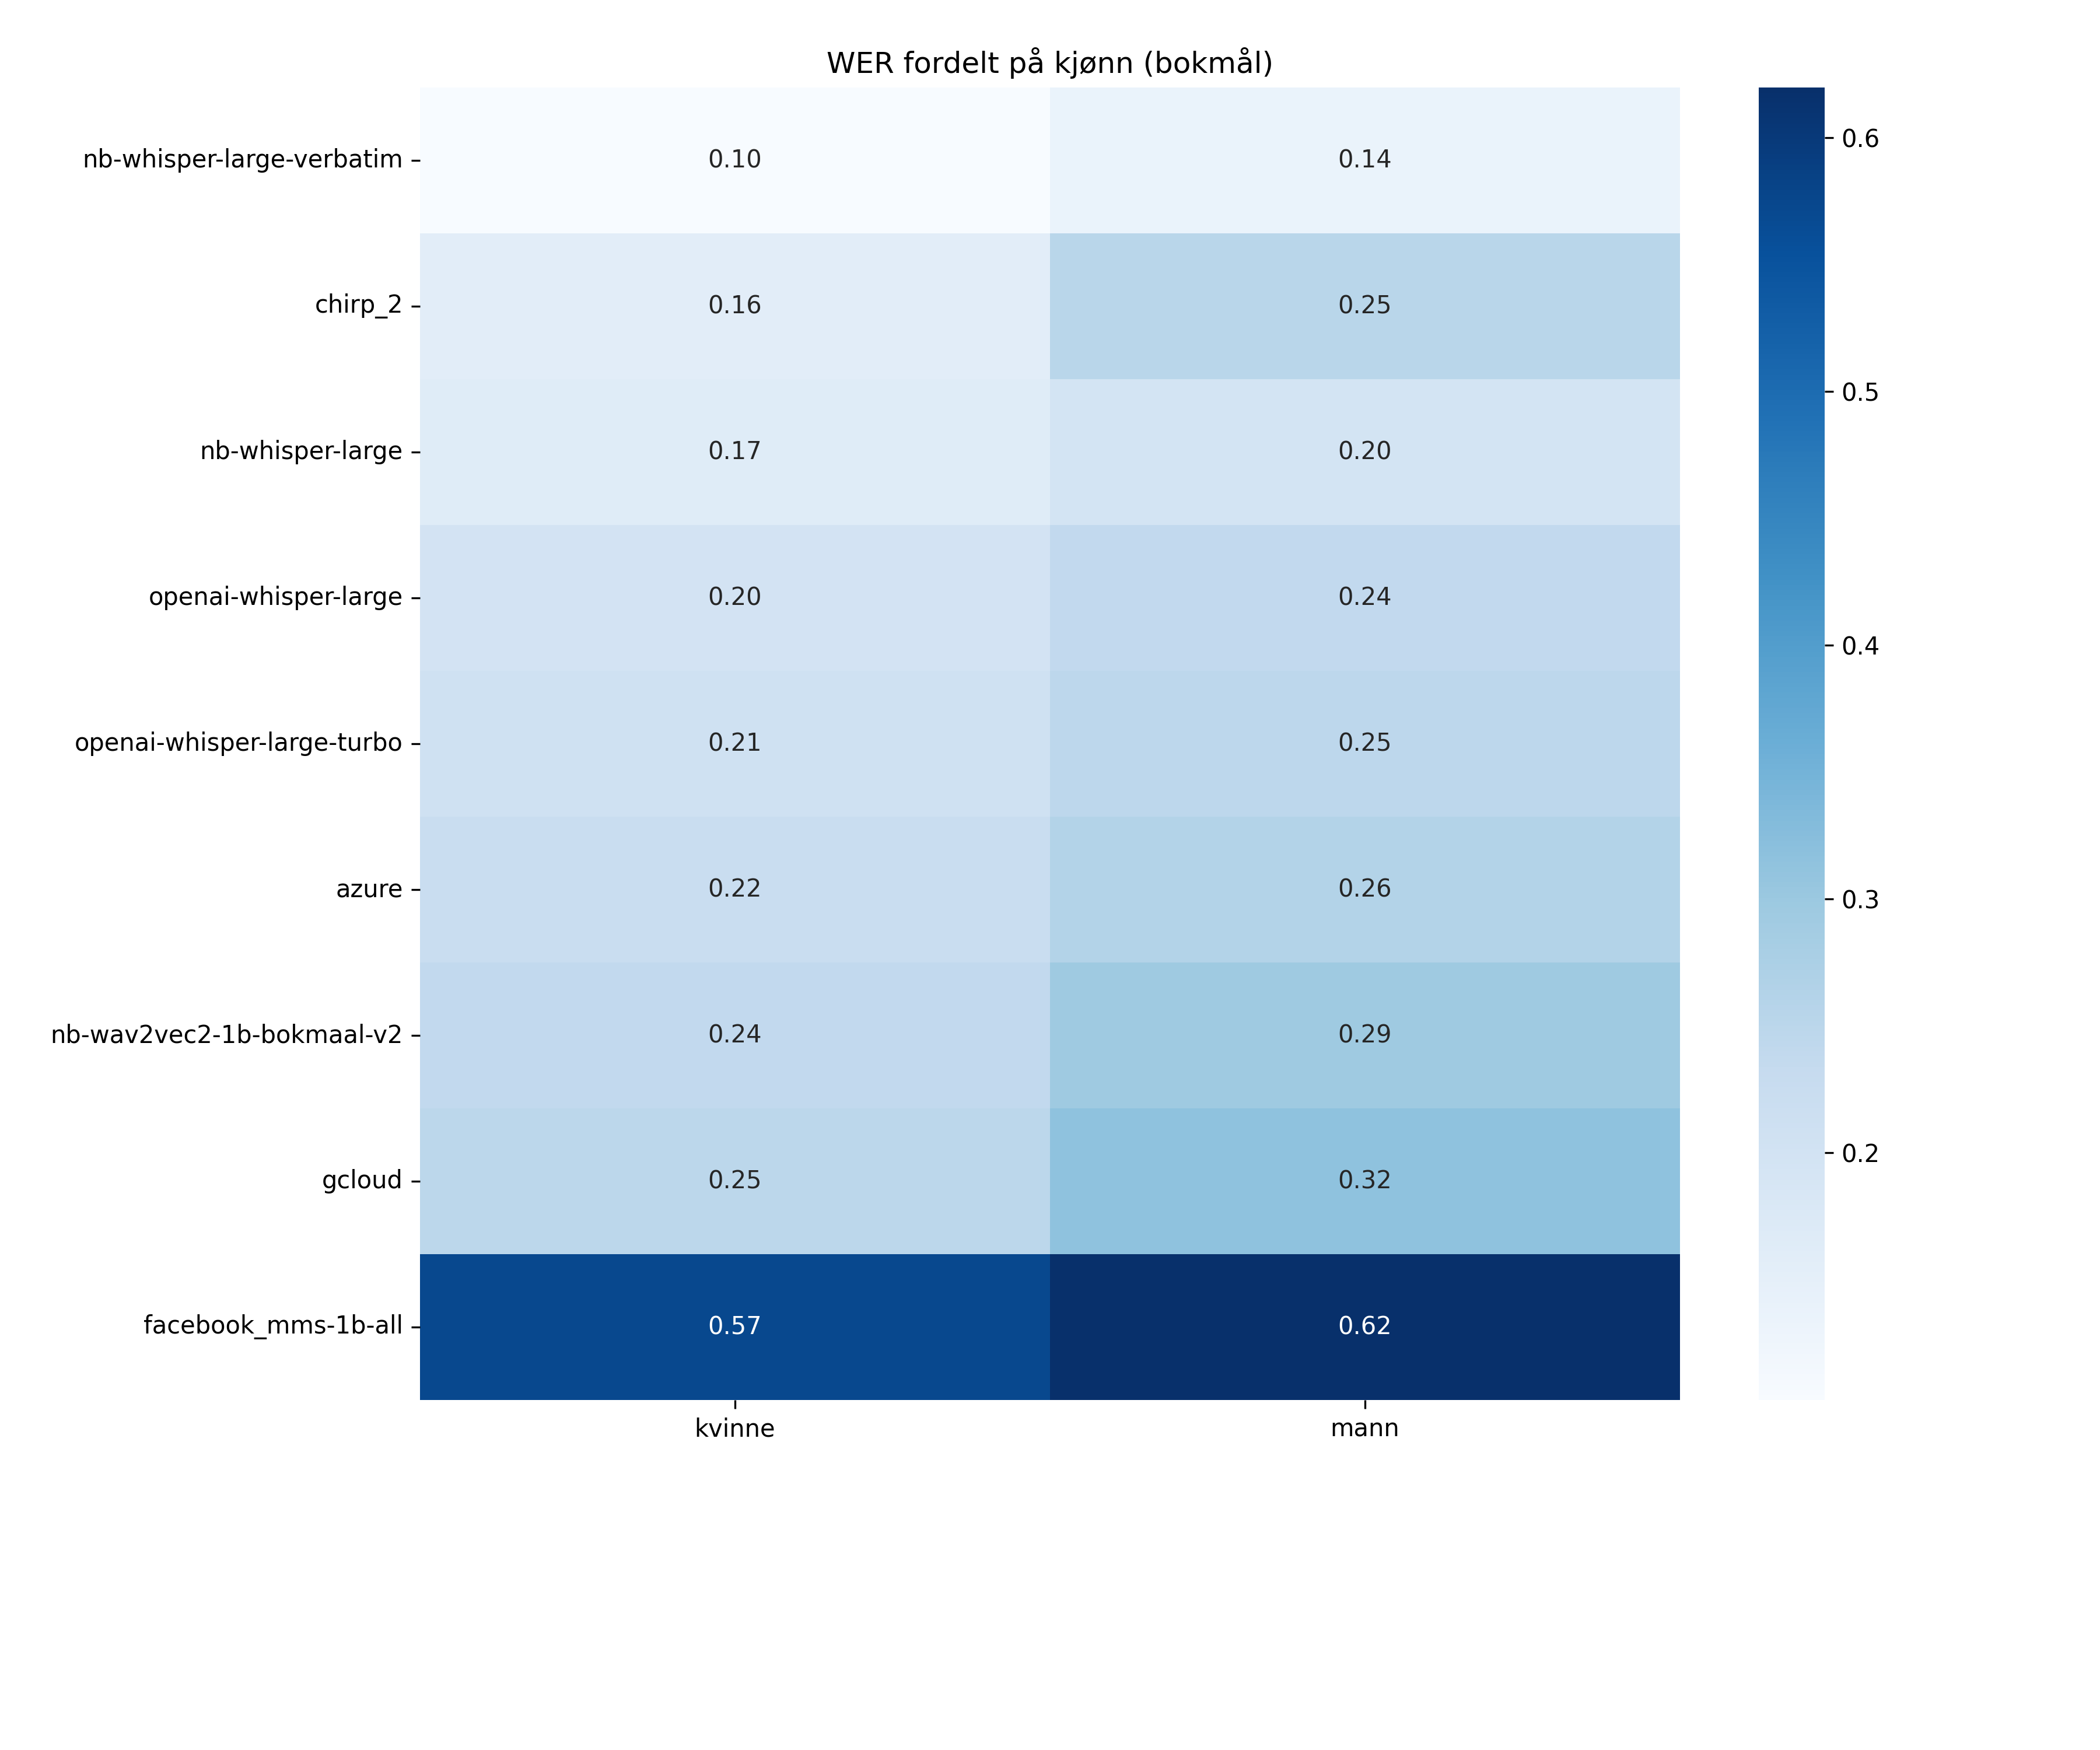 WER fordelt på kjønn (bokmål)
nb-whisper-large-verbatim 0.10 0.14
chirp_2 0.16 0.25
nb-whisper-large 0.17 0.20
openai-whisper-large 0.20 0.24
openai-whisper-large-turbo 0.21 0.25
azure 0.22 0.26
nb-wav2vec2-1b-bokmaal-v2 0.24 0.29
gcloud 0.25 0.32
facebook_mms-1b-all 0.57 0.62
kvinne mann
0.6
0.5
0.4
0.3
0.2